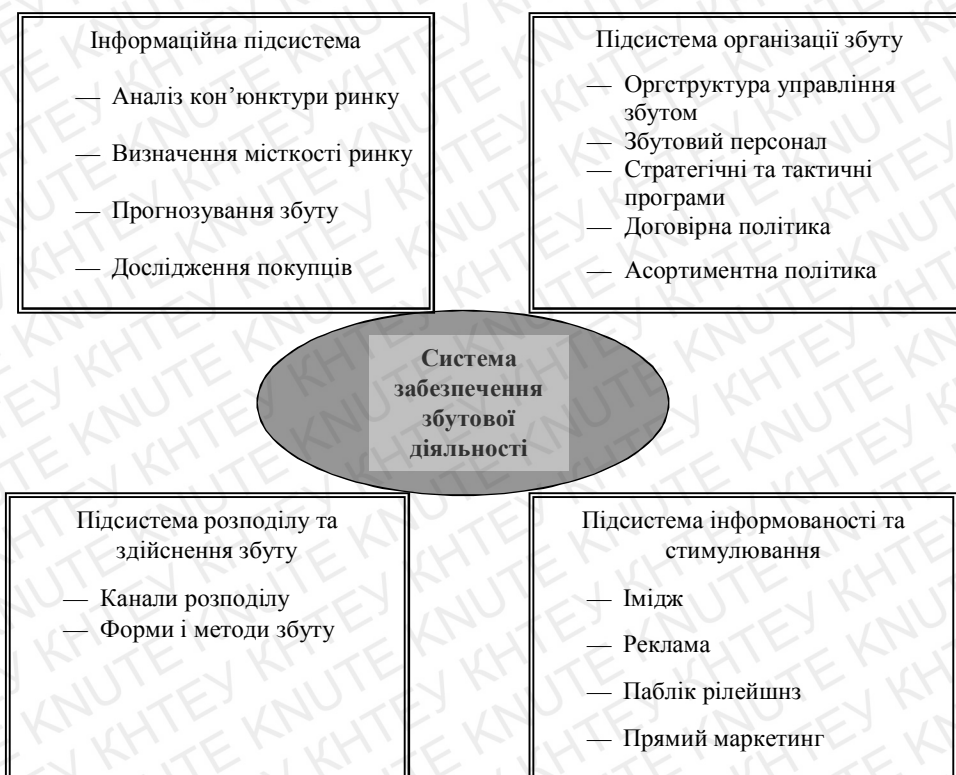 Інформаційна підсистема
— Аналіз кон’юнктури ринку
— Визначення місткості ринку
— Прогнозування збуту
— Дослідження покупців
Підсистема організації збуту
— Оргструктура управління
збутом
— Збутовий персонал
— Стратегічні та тактичні
програми
— Договірна політика
— Асортиментна політика
Система
забезпечення
збутової
діяльності
Підсистема розподілу та
здійснення збуту
— Канали розподілу
— Форми і методи збуту
Підсистема інформованості та
стимулювання
— Імідж
— Реклама
— Паблік рілейшнз
— Прямий маркетинг